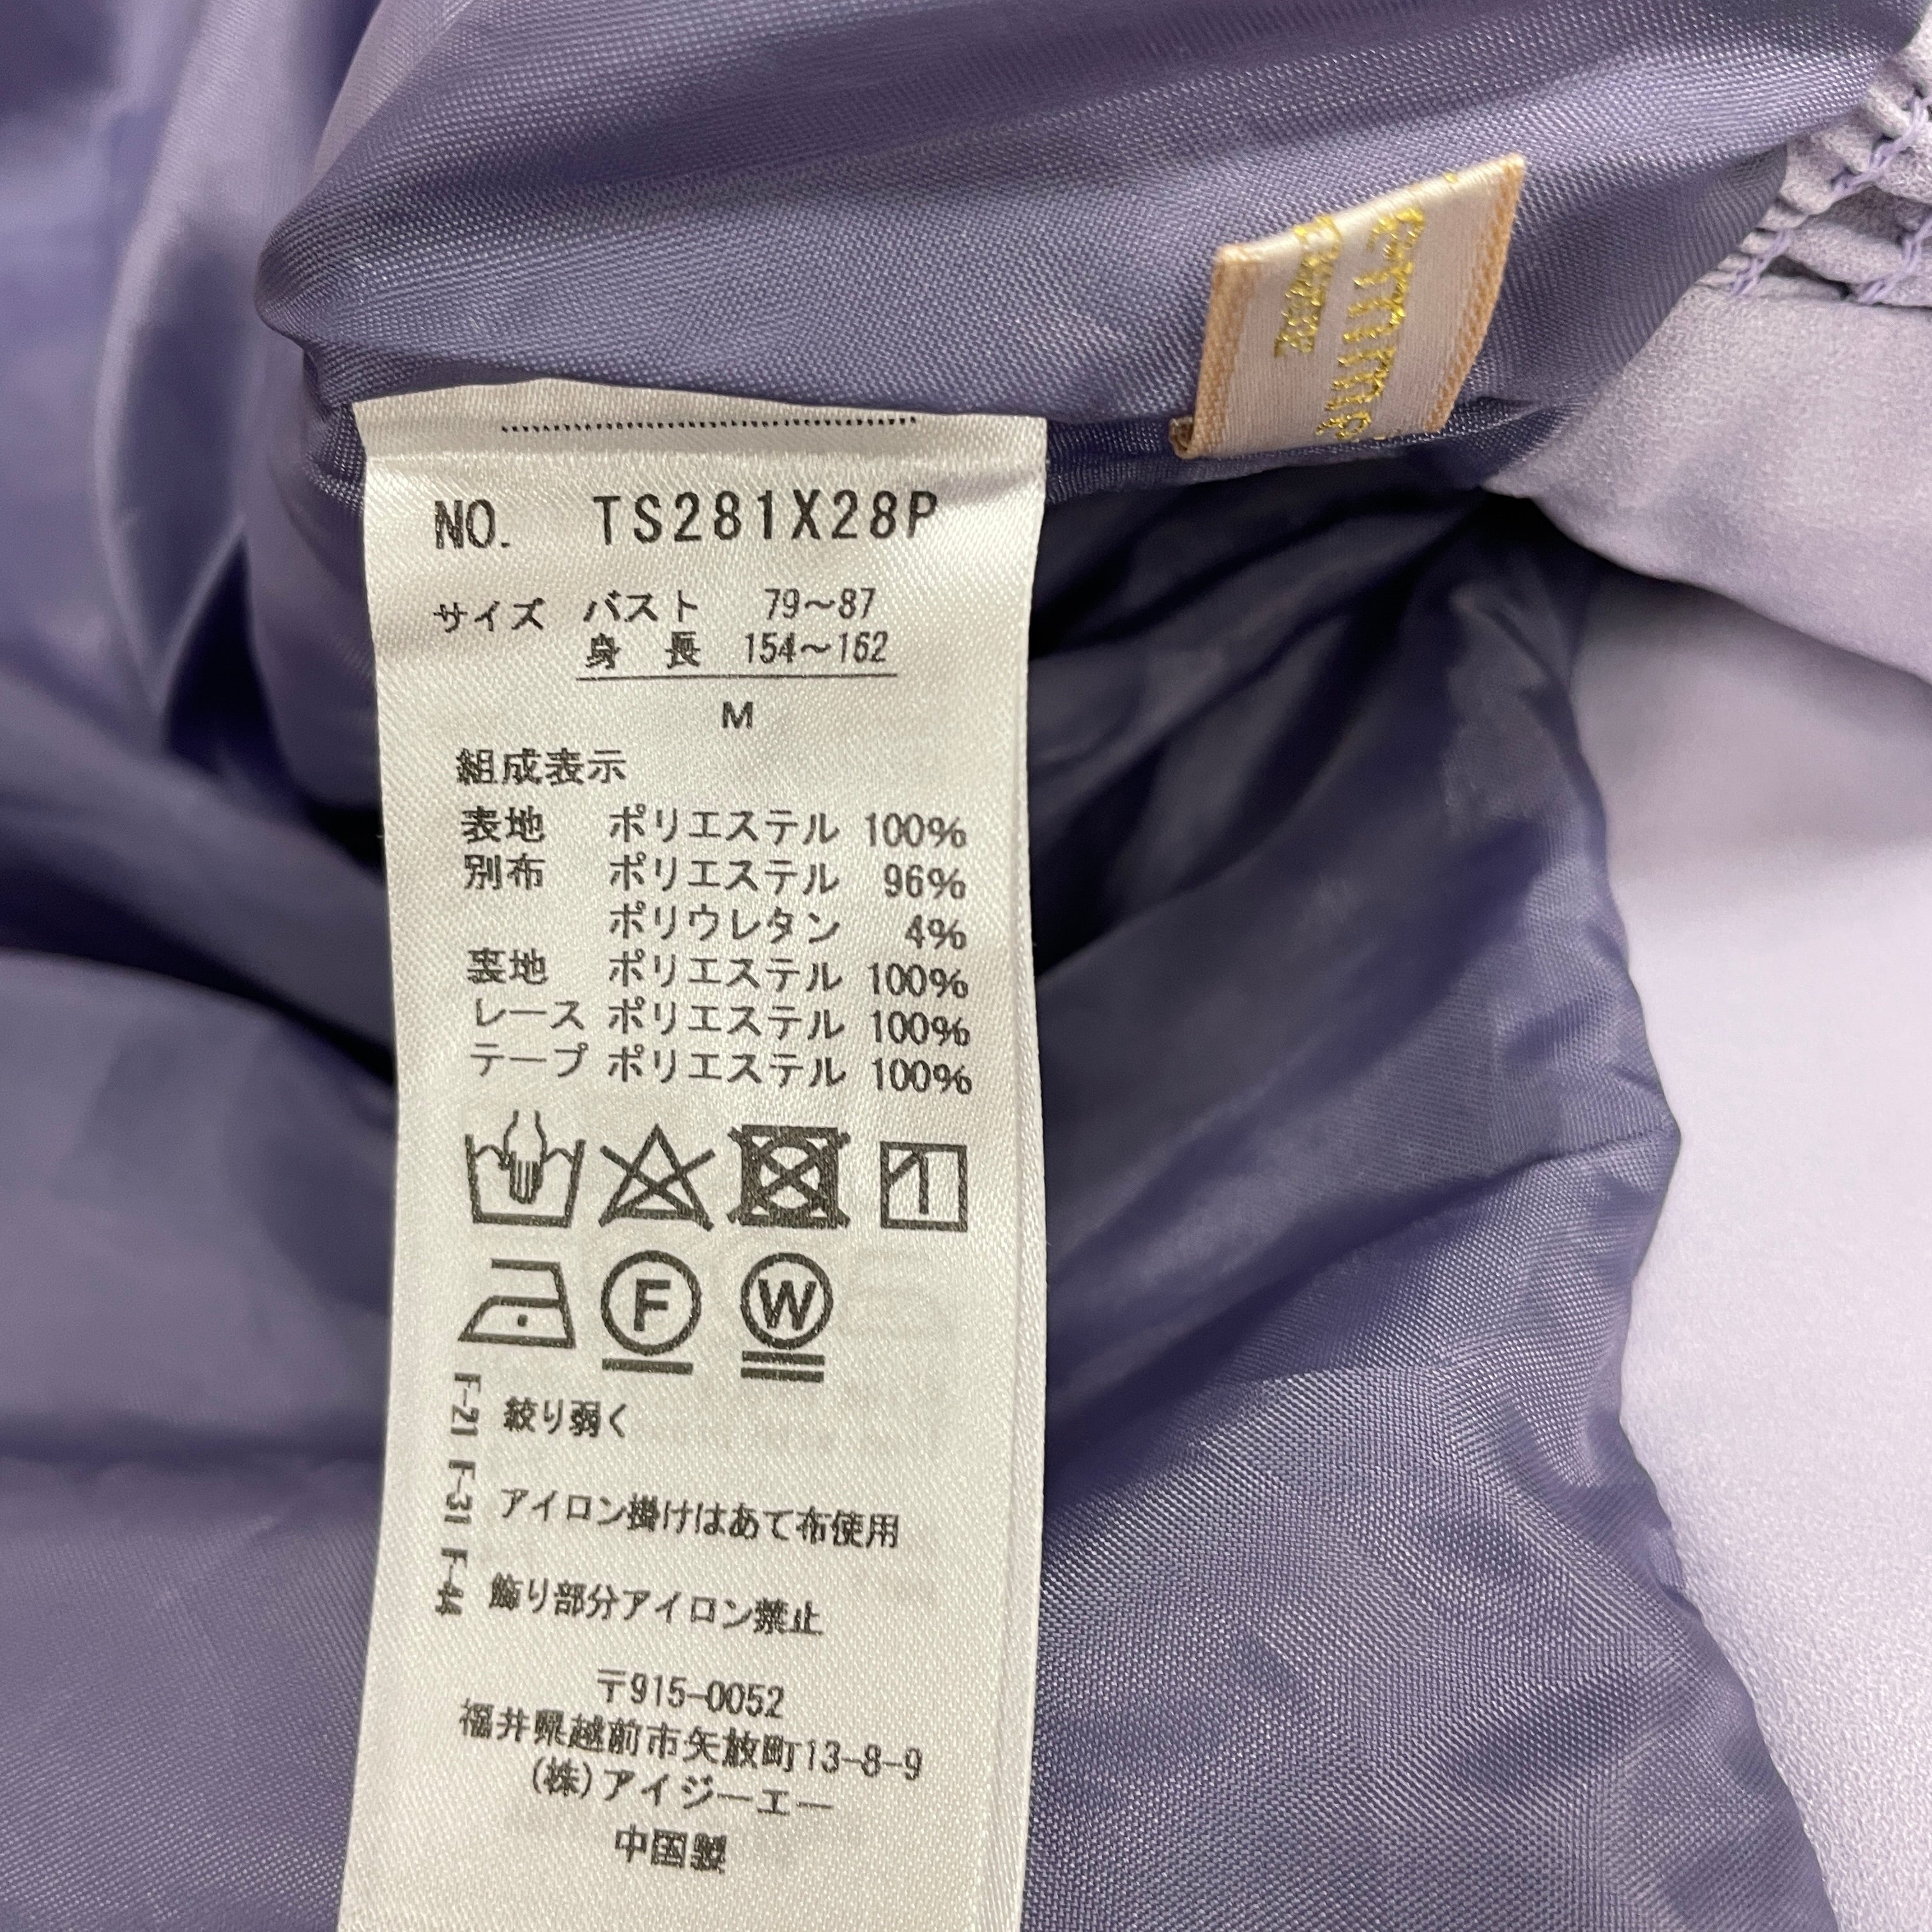 NO. TS281X28P
サイズ バスト 79〜87
身 長 154〜162
M
組成表示
表地 ポリエステル 100%
別布 ポリエステル 96%
ポリウレタン 4%
裏地 ポリエステル 100%
レース ポリエステル 100%
テープ ポリエステル 100%
1
F
W
F-21 絞り弱く
F-31 アイロン掛けはあて布使用
F-44 飾り部分アイロン禁止
〒915-0052
福井県越前市矢放町13-8-9
(株)アイジーエー
中国製